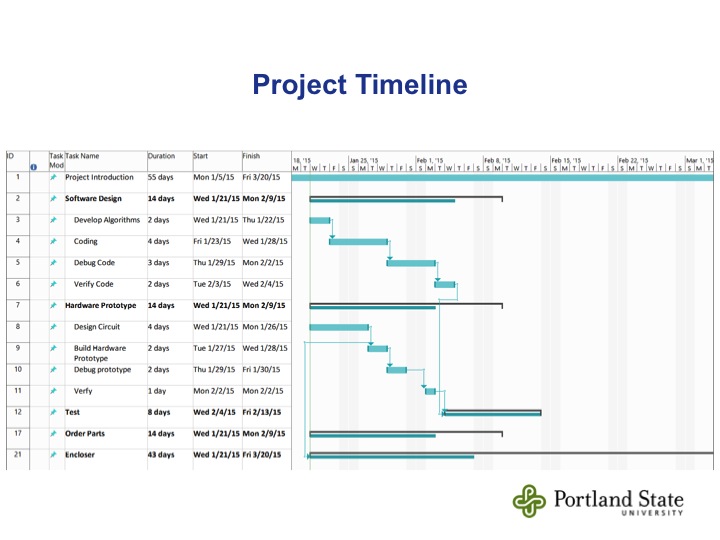 Project Timeline
ID Task Mod Task Name Duration Start Finish
18, '15 Jan 25, '15 Feb 1, '15 Feb 8, '15 Feb 15, '15 Feb 22, '15 Mar 1, '15
M T W T F S S M T W T F S S M T W T F S S M T W T F S S M T W T F S S M T W T F S S M T W
1 Project Introduction 55 days Mon 1/5/15 Fri 3/20/15
2 Software Design 14 days Wed 1/21/15 Mon 2/9/15
3 Develop Algorithms 2 days Wed 1/21/15 Thu 1/22/15
4 Coding 4 days Fri 1/23/15 Wed 1/28/15
5 Debug Code 3 days Thu 1/29/15 Mon 2/2/15
6 Verify Code 2 days Tue 2/3/15 Wed 2/4/15
7 Hardware Prototype 14 days Wed 1/21/15 Mon 2/9/15
8 Design Circuit 4 days Wed 1/21/15 Mon 1/26/15
9 Build Hardware Prototype 2 days Tue 1/27/15 Wed 1/28/15
10 Debug prototype 2 days Thu 1/29/15 Fri 1/30/15
11 Verfy 1 day Mon 2/2/15 Mon 2/2/15
12 Test 8 days Wed 2/4/15 Fri 2/13/15
17 Order Parts 14 days Wed 1/21/15 Mon 2/9/15
21 Encloser 43 days Wed 1/21/15 Fri 3/20/15
Portland State
UNIVERSITY